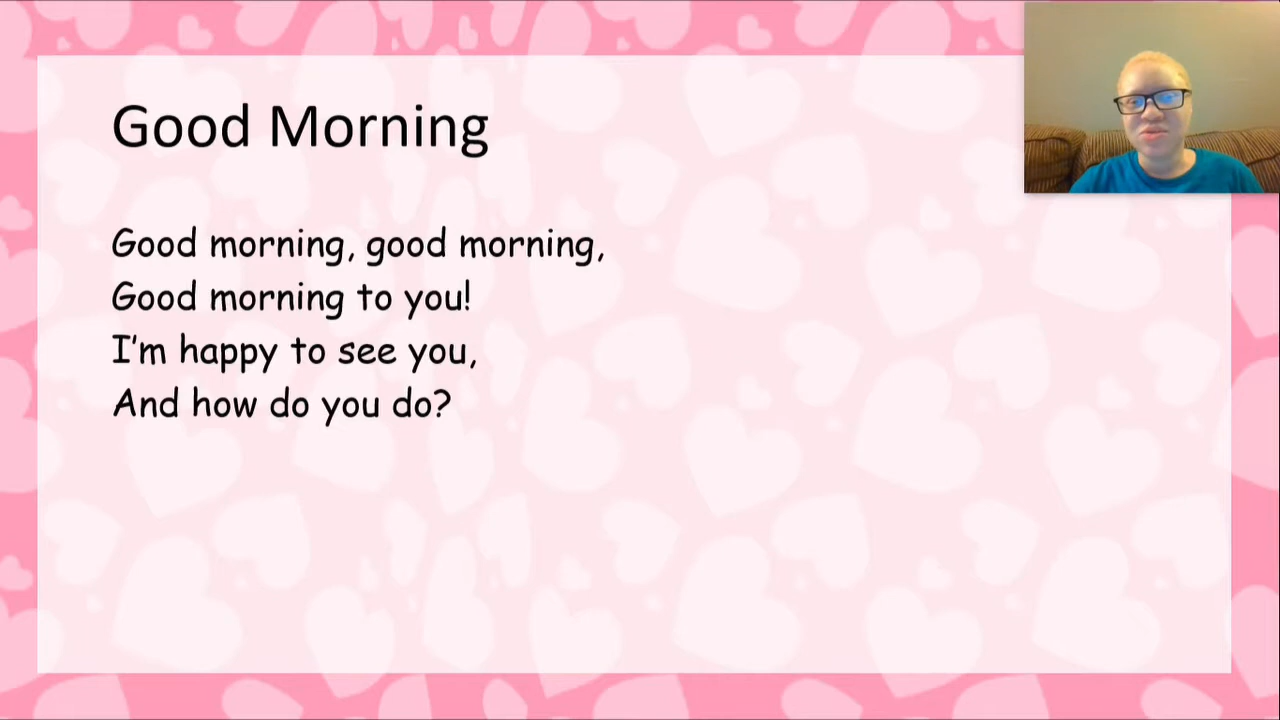 Good Morning
Good morning, good morning,
Good morning to you!
I'm happy to see you,
And how do you do?